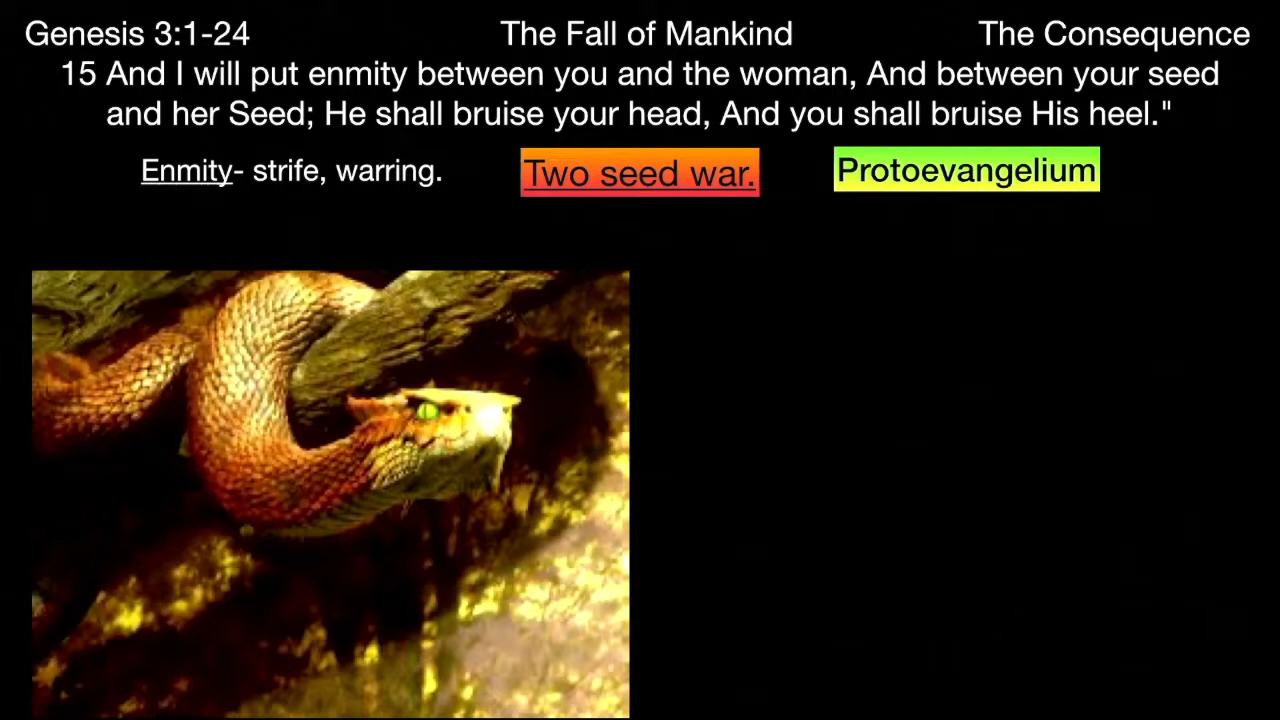 Genesis 3:1-24 The Fall of Mankind The Consequence
15 And I will put enmity between you and the woman, And between your seed
and her Seed; He shall bruise your head, And you shall bruise His heel."
Enmity- strife, warring. Two seed war. Protoevangelium